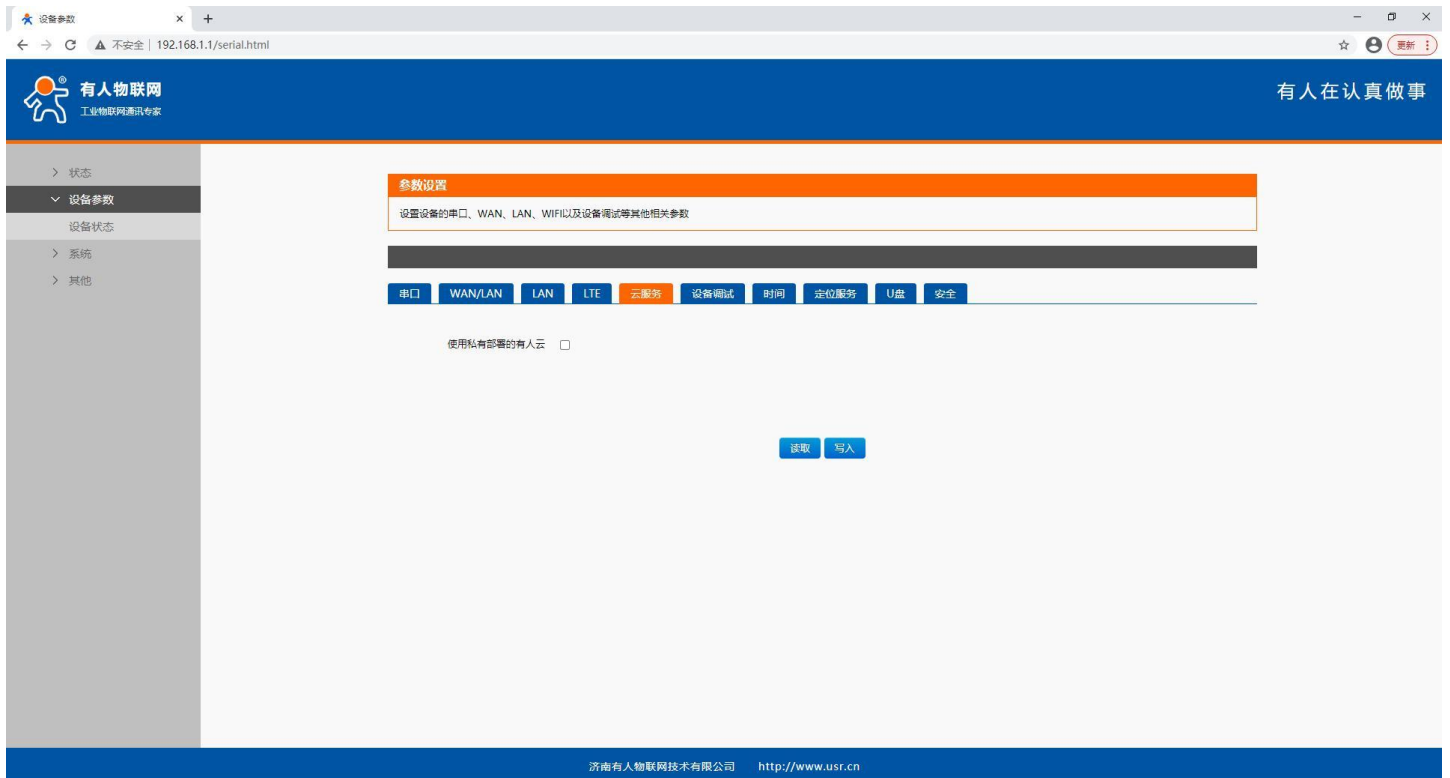 设备参数
不安全 192.168.1.1/serial.html
更新
有人物联网
®
工业物联网通讯专家
有人在认真做事
状态
设备参数
设备状态
系统
其他
参数设置
设置设备的串口、WAN、LAN、WIFI以及设备调试等其他相关参数
串口 WAN/LAN LAN LTE 云服务 设备调试 时间 定位服务 U盘 安全
使用私有部署的有人云
读取 写入
济南有人物联网技术有限公司 http://www.usr.cn